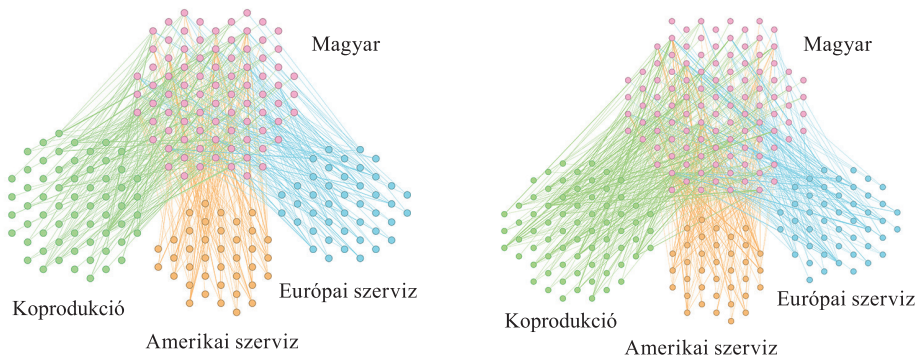 Magyar
Európai szerviz
Koprodukció
Amerikai szerviz
Magyar
Európai szerviz
Koprodukció
Amerikai szerviz